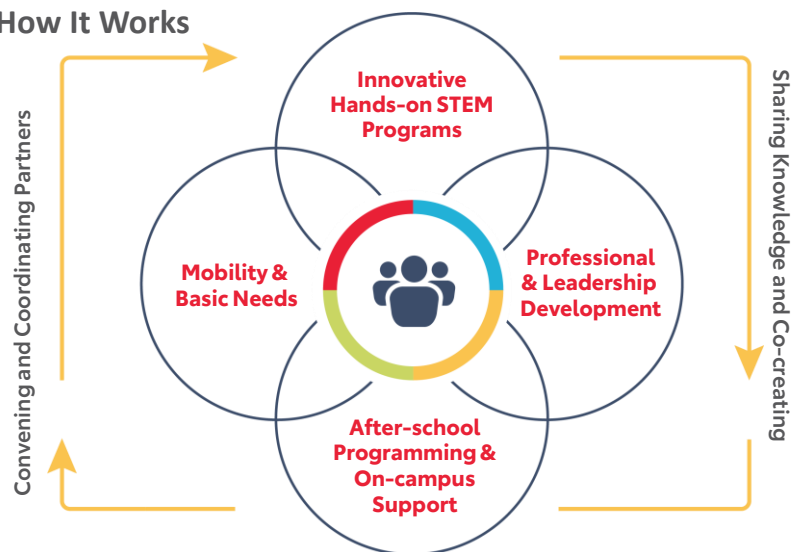 How It Works
Innovative
Hands-on STEM
Programs
Convening and Coordinating Partners
Sharing Knowledge and Co-creating
Mobility &
Basic Needs
Professional
& Leadership
Development
After-school
Programming &
On-campus
Support